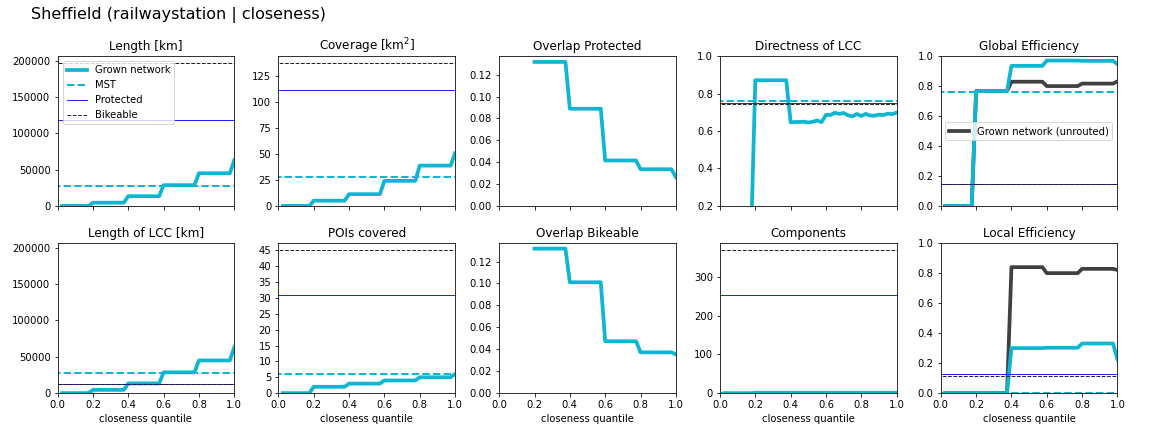 Sheffield (railwaystation | closeness)
Length [km]
Coverage [km²]
Overlap Protected
Directness of LCC
Global Efficiency
200000
150000
100000
50000
0
Grown network
MST
Protected
Bikeable
125
100
75
50
25
0
0.12
0.10
0.08
0.06
0.04
0.02
0.00
1.0
0.8
0.6
0.4
0.2
1.0
0.8
0.6
0.4
0.2
0.0
Grown network (unrouted)
Length of LCC [km]
POIs covered
Overlap Bikeable
Components
Local Efficiency
200000
150000
100000
50000
0
45
40
35
30
25
20
15
10
5
0
0.12
0.10
0.08
0.06
0.04
0.02
0.00
300
200
100
0
1.0
0.8
0.6
0.4
0.2
0.0
0.0 0.2 0.4 0.6 0.8 1.0
0.0 0.2 0.4 0.6 0.8 1.0
0.0 0.2 0.4 0.6 0.8 1.0
0.0 0.2 0.4 0.6 0.8 1.0
0.0 0.2 0.4 0.6 0.8 1.0
closeness quantile
closeness quantile
closeness quantile
closeness quantile
closeness quantile